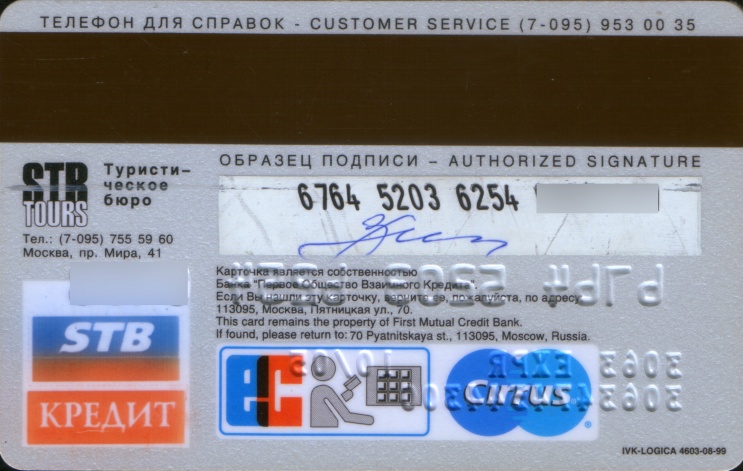 ТЕЛЕФОН ДЛЯ СПРАВОК - CUSTOMER SERVICE (7-095) 953 00 35
ОБРАЗЕЦ ПОДПИСИ - AUTHORIZED SIGNATURE
STB
TOURS
Туристи-
ческое
бюро
6764 5203 6254
Тел.: (7-095) 755 59 60
Москва, пр. Мира, 41
Карточка является собственностью
Банка "Первое Общество Взаимного Кредита".
Если Вы нашли эту карточку, верните ее, пожалуйста, по адресу:
113095, Москва, Пятницкая ул., 70.
This card remains the property of First Mutual Credit Bank.
If found, please return to: 70 Pyatnitskaya st., 113095, Moscow, Russia.
STB
КРЕДИТ
ec
Cirrus
IVK-LOGICA 4603-08-99